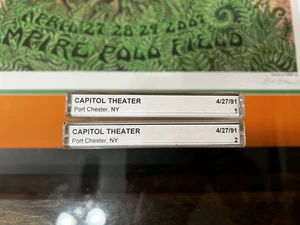 APRIL 27 28 29 2007
EMPIRE POLO FIELD
CAPITOL THEATER 4/27/91
Port Chester, NY 1
CAPITOL THEATER 4/27/91
Port Chester, NY 2